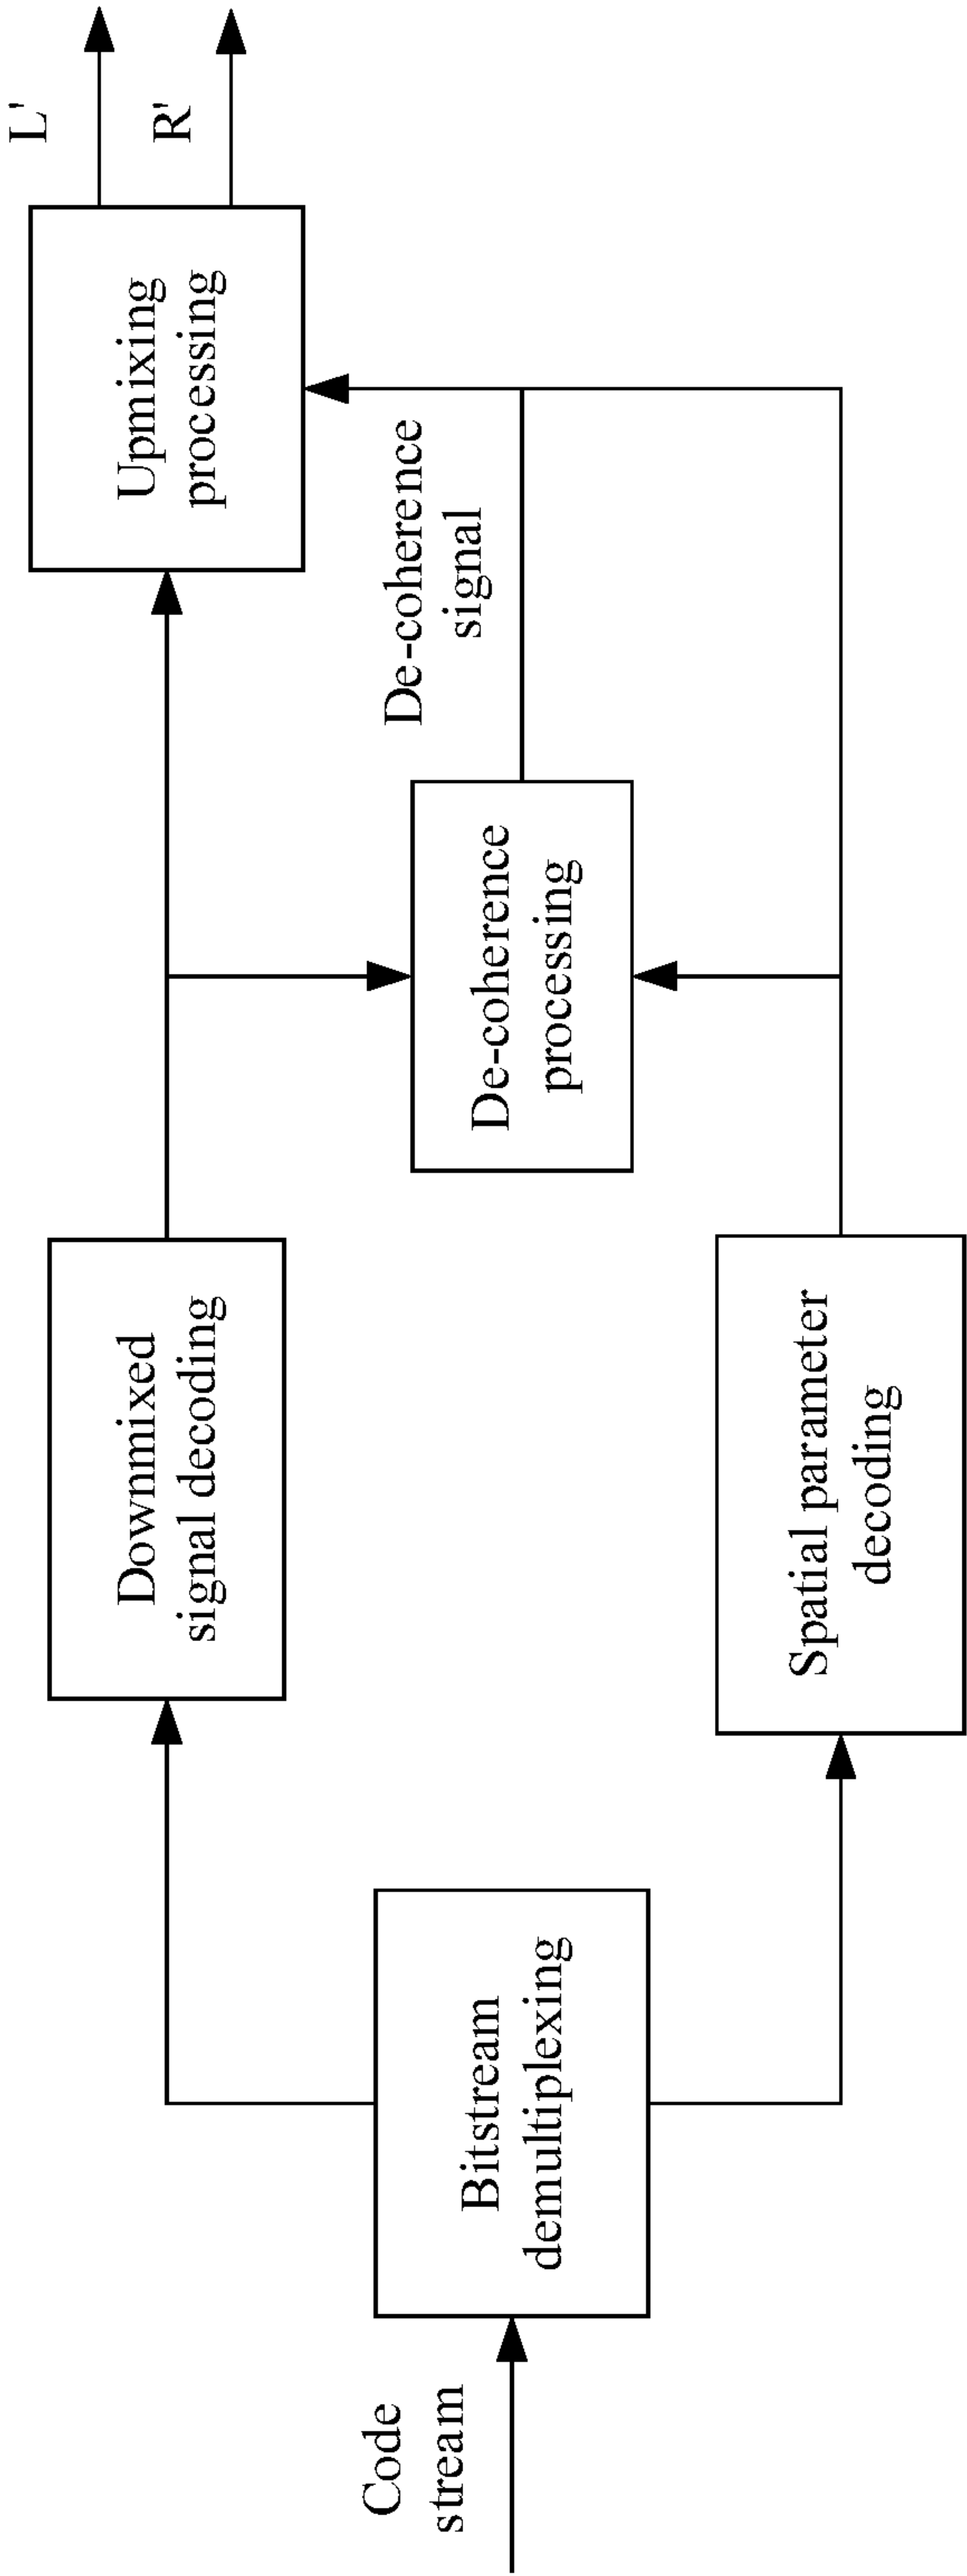 Code
stream
Bitstream
demultiplexing
Downmixed
signal decoding
Spatial parameter
decoding
De-coherence
processing
De-coherence
signal
Upmixing
processing
L'
R'